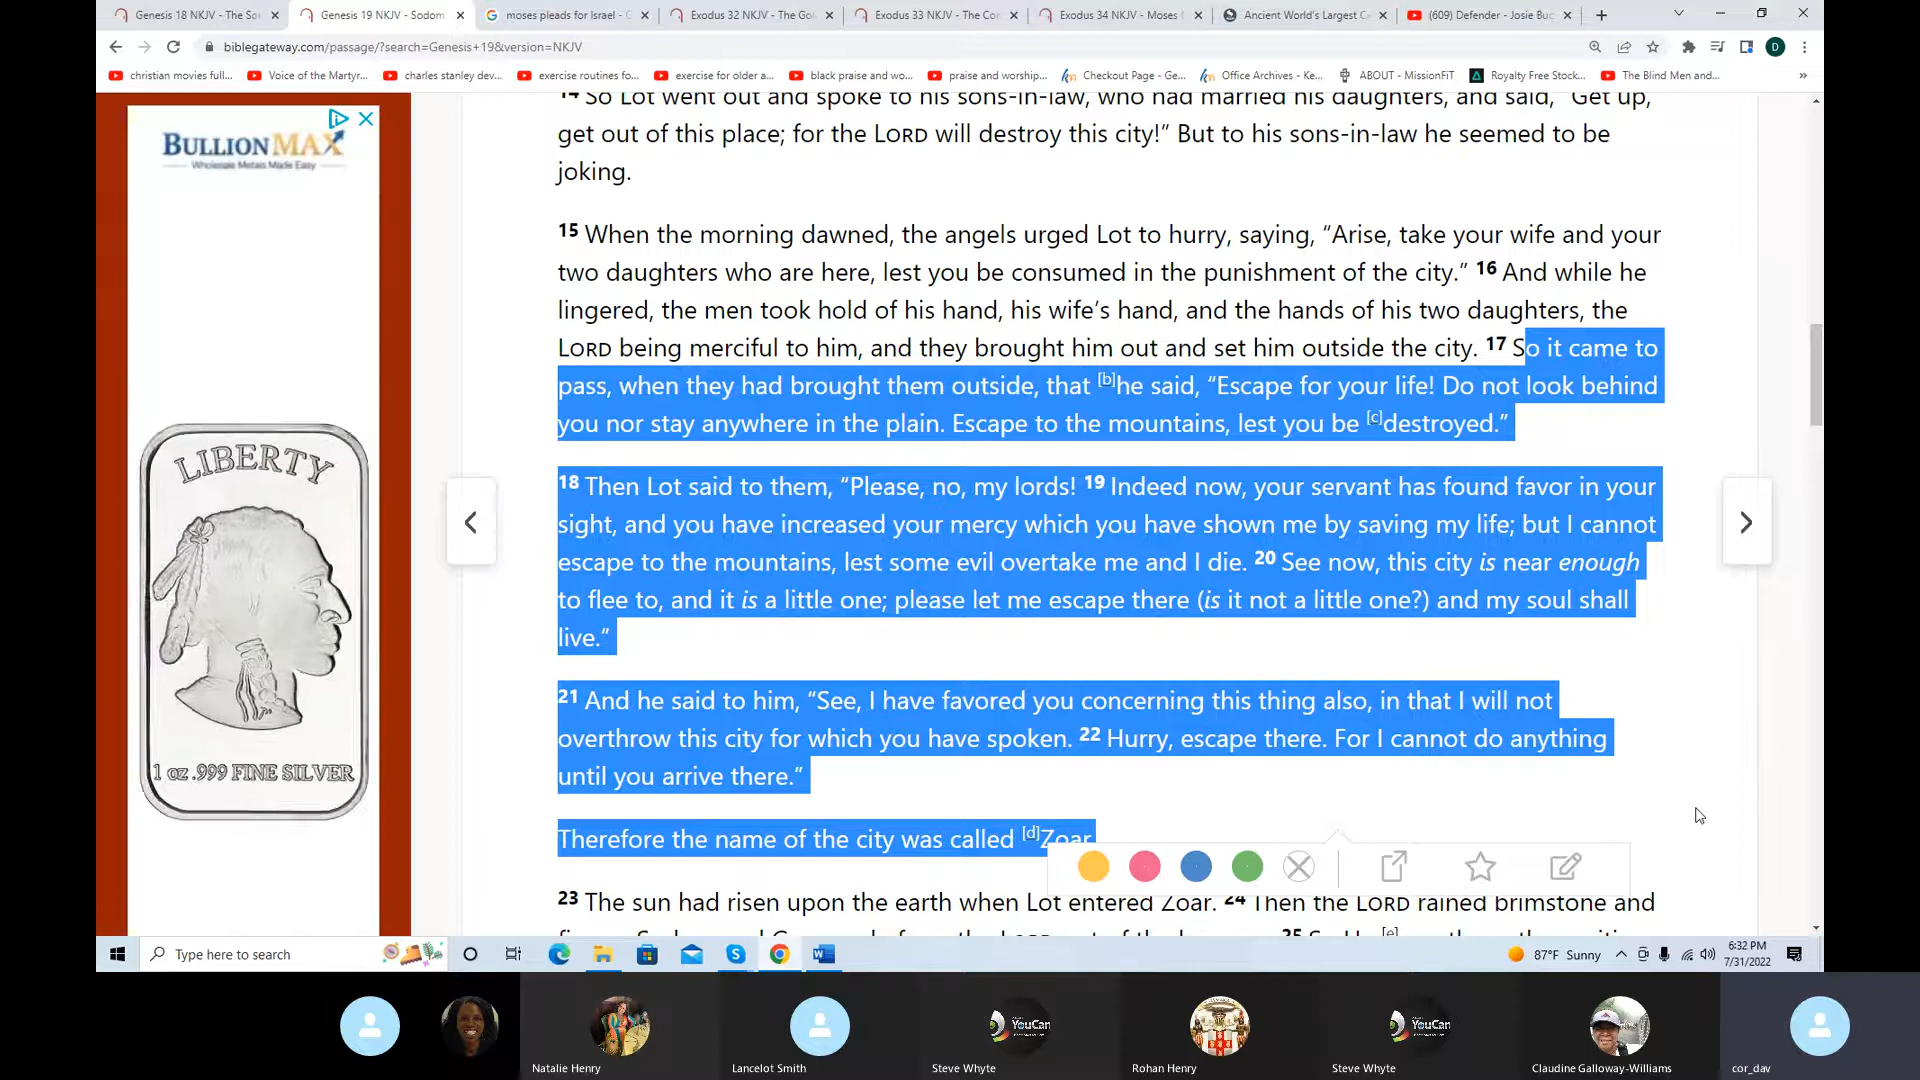 Genesis 18 NKJV - The So
Genesis 19 NKJV - Sodom
moses pleads for Israel - G
Exodus 32 NKJV - The Go
Exodus 33 NKJV - The Co
Exodus 34 NKJV - Moses
Ancient World's Largest C
(609) Defender - Josie Buc
biblegateway.com/passage/?search=Genesis+19&version=NKJV
D
christian movies full...
Voice of the Martyr...
charles stanley dev...
exercise routines fo...
exercise for older a...
black praise and wo...
praise and worship...
Checkout Page - Ge...
Office Archives - Ke...
ABOUT - MissionFiT
Royalty Free Stock...
The Blind Men and...
BULLIONMAX
Wholesale Metals Made Easy
LIBERTY
1 oz .999 FINE SILVER
14 So Lot went out and spoke to his sons-in-law, who had married his daughters, and said, “Get up,
get out of this place; for the LORD will destroy this city!” But to his sons-in-law he seemed to be
joking.
15 When the morning dawned, the angels urged Lot to hurry, saying, “Arise, take your wife and your
two daughters who are here, lest you be consumed in the punishment of the city.” 16 And while he
lingered, the men took hold of his hand, his wife’s hand, and the hands of his two daughters, the
LORD being merciful to him, and they brought him out and set him outside the city. 17 So it came to
pass, when they had brought them outside, that [b]he said, “Escape for your life! Do not look behind
you nor stay anywhere in the plain. Escape to the mountains, lest you be [c]destroyed.”
18 Then Lot said to them, “Please, no, my lords! 19 Indeed now, your servant has found favor in your
sight, and you have increased your mercy which you have shown me by saving my life; but I cannot
escape to the mountains, lest some evil overtake me and I die. 20 See now, this city is near enough
to flee to, and it is a little one; please let me escape there (is it not a little one?) and my soul shall
live.”
21 And he said to him, “See, I have favored you concerning this thing also, in that I will not
overthrow this city for which you have spoken. 22 Hurry, escape there. For I cannot do anything
until you arrive there.”
Therefore the name of the city was called [d]Zoar.
23 The sun had risen upon the earth when Lot entered Zoar. 24 Then the LORD rained brimstone and
Type here to search
87°F Sunny
6:32 PM
7/31/2022
YouCan
YouCan
Natalie Henry
Lancelot Smith
Steve Whyte
Rohan Henry
Steve Whyte
Claudine Galloway-Williams
cor_dav